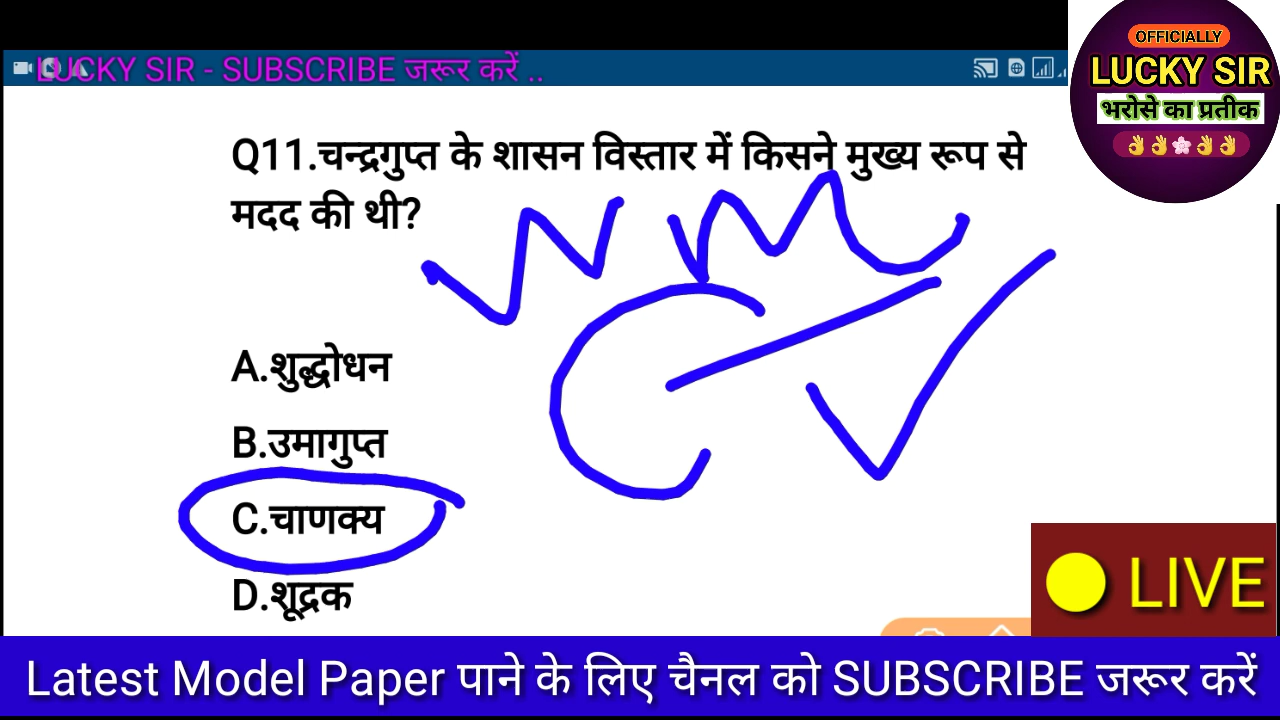 LUCKY SIR - SUBSCRIBE जरूर करें ..
OFFICIALLY
LUCKY SIR
भरोसे का प्रतीक
Q11.चन्द्रगुप्त के शासन विस्तार में किसने मुख्य रूप से
मदद की थी?
A.शुद्धोधन
B.उमागुप्त
C.चाणक्य
D.शूद्रक
LIVE
Latest Model Paper पाने के लिए चैनल को SUBSCRIBE जरूर करें